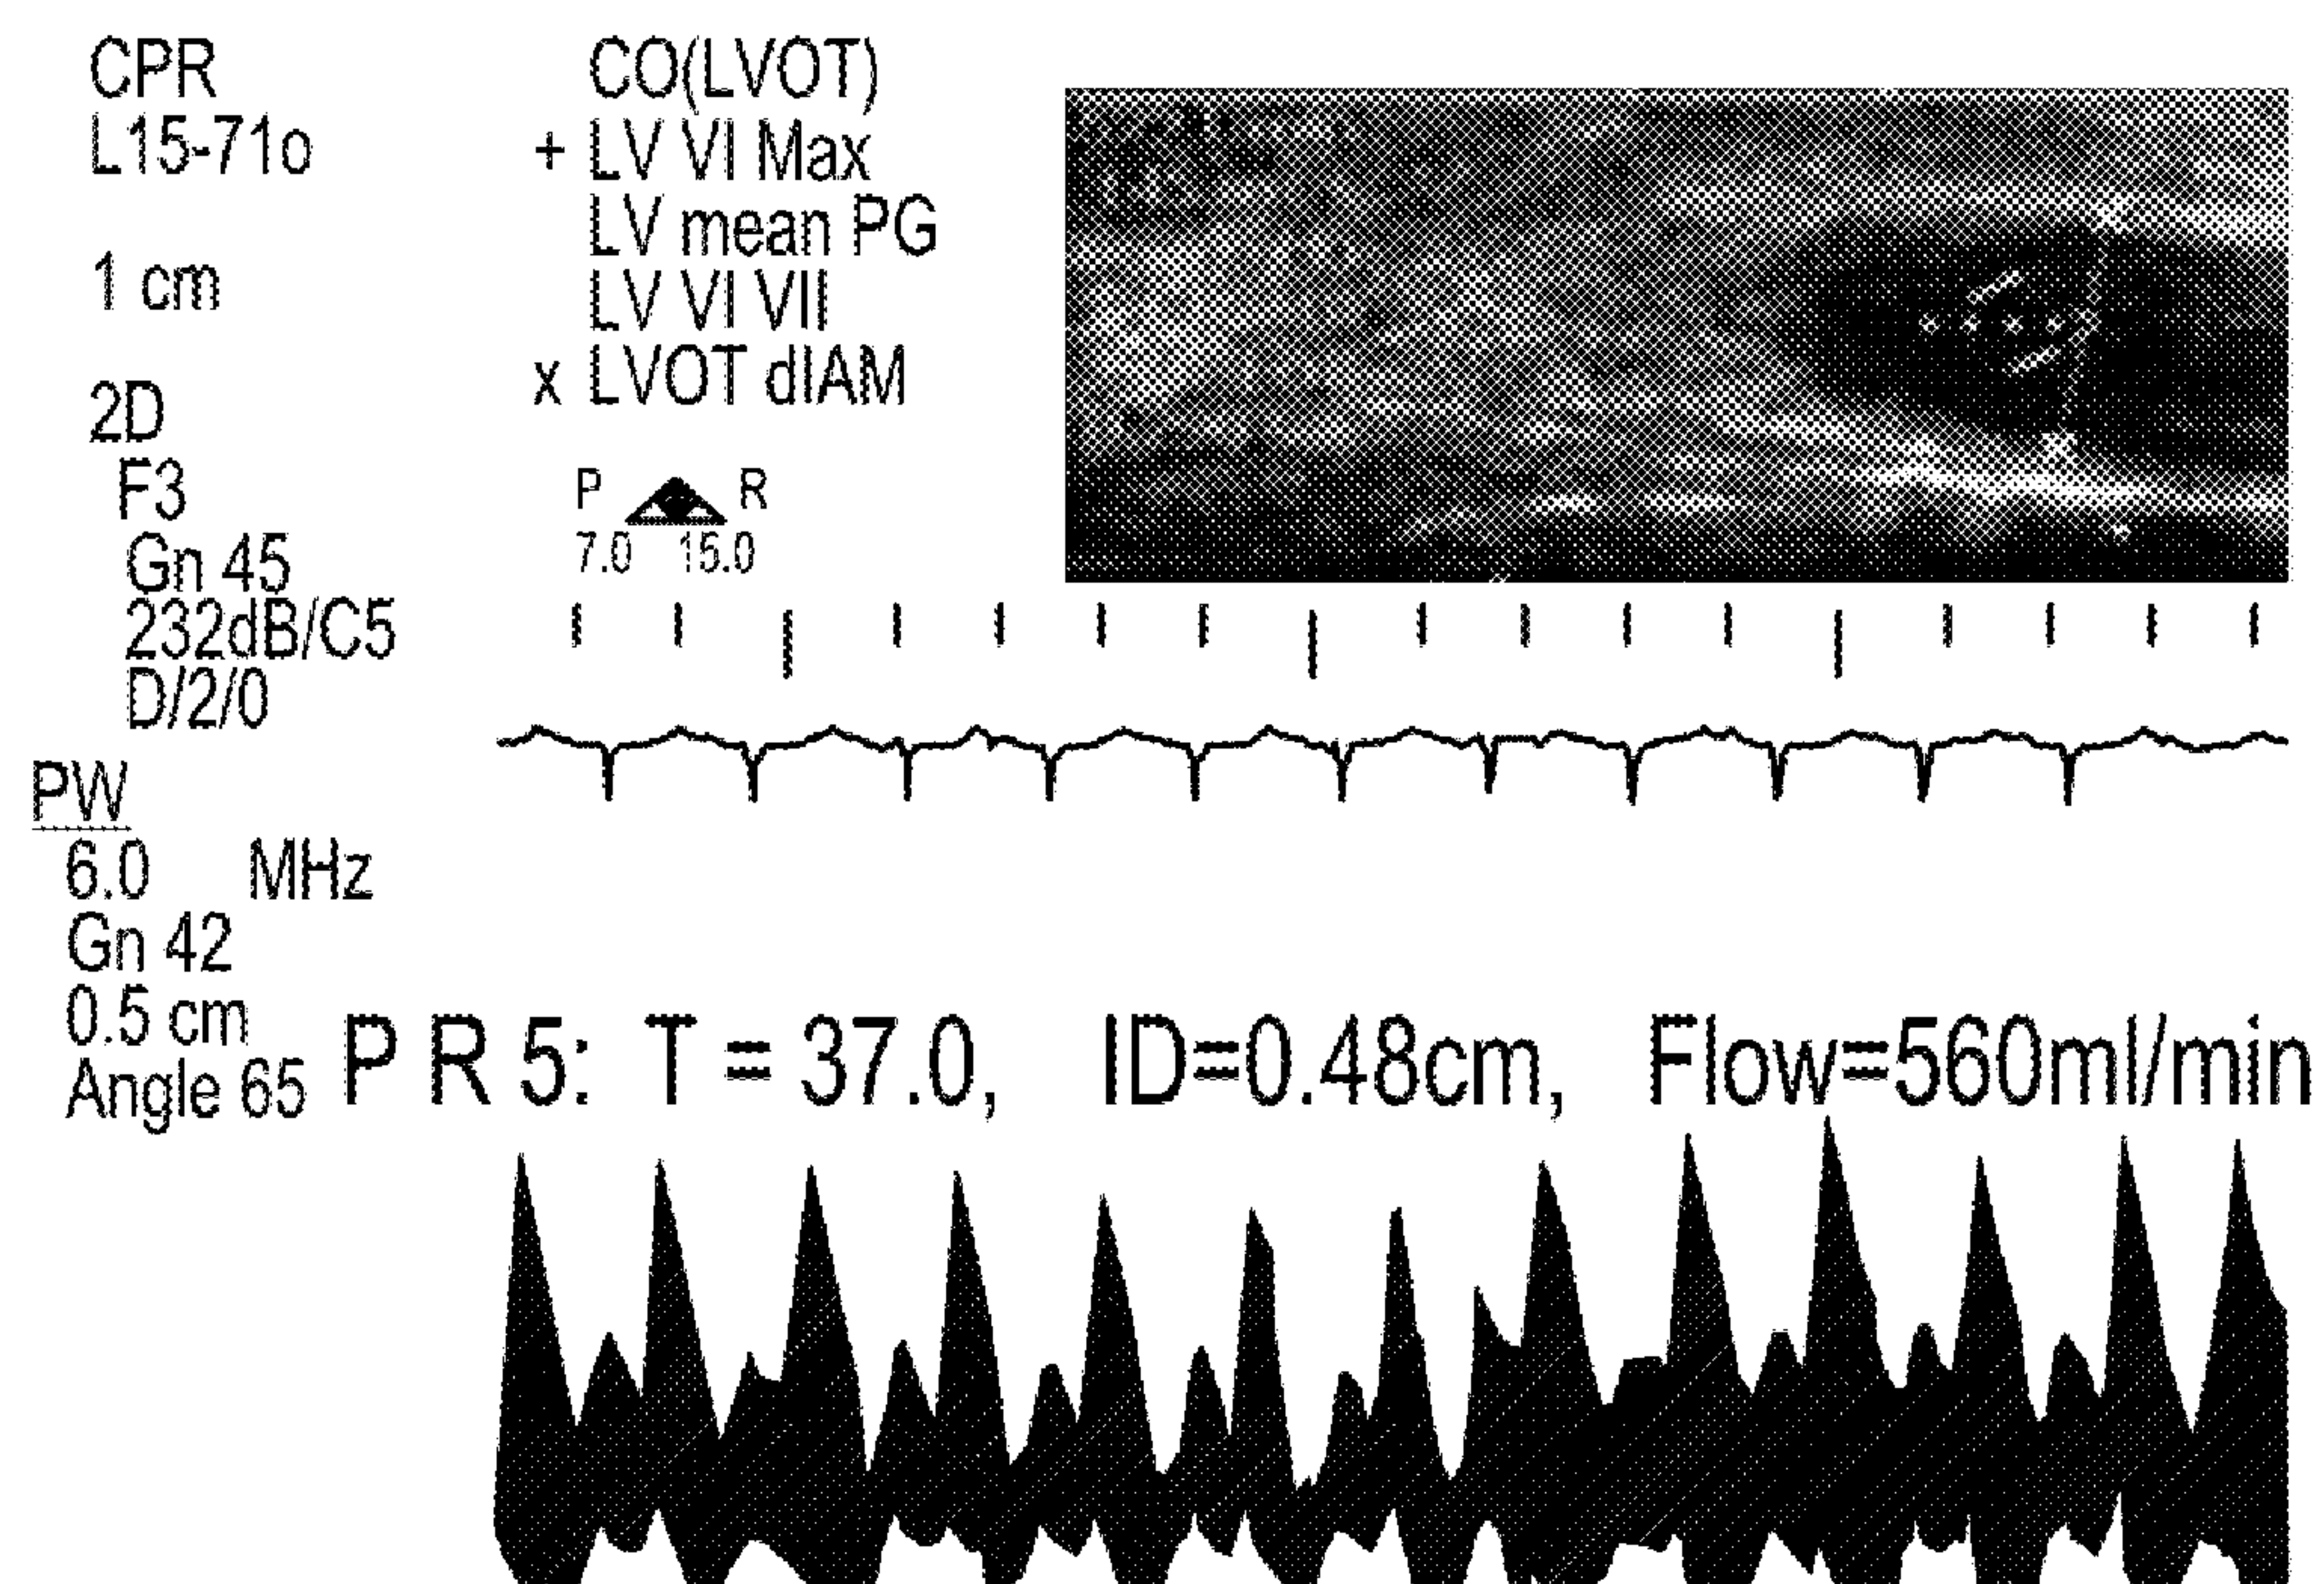 CPR
L15-71o
1 cm
2D
F3
Gn 45
232dB/C5
D/2/0
CO(LVOT)
+ LV VI Max
LV mean PG
LV VI VII
x LVOT dIAM
P R
7.0 15.0
PW
6.0 MHz
Gn 42
0.5 cm
Angle 65
P R 5: T = 37.0, ID=0.48cm, Flow=560ml/min